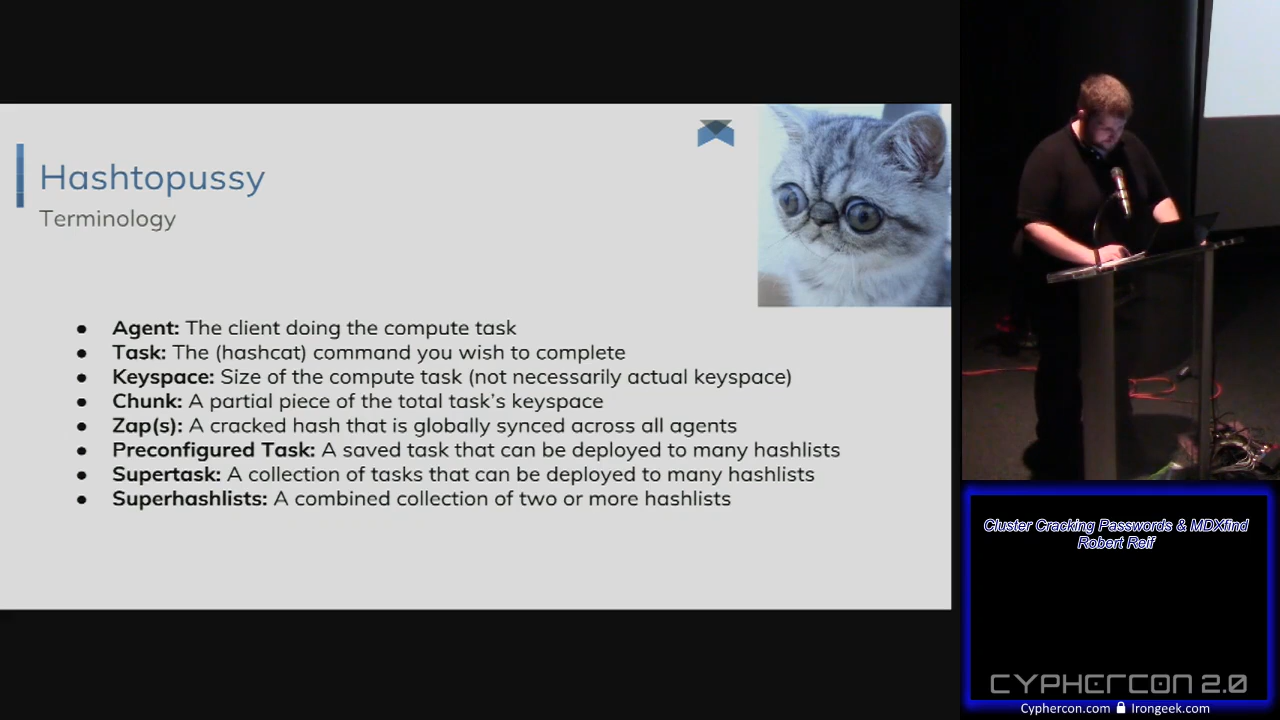 Hashtopussy
Terminology
● Agent: The client doing the compute task
● Task: The (hashcat) command you wish to complete
● Keyspace: Size of the compute task (not necessarily actual keyspace)
● Chunk: A partial piece of the total task's keyspace
● Zap(s): A cracked hash that is globally synced across all agents
● Preconfigured Task: A saved task that can be deployed to many hashlists
● Supertask: A collection of tasks that can be deployed to many hashlists
● Superhashlists: A combined collection of two or more hashlists
Cluster Cracking Passwords & MDXfind
Robert Reif
CYPHERCON 2.0
Cyphercon.com Irongeek.com